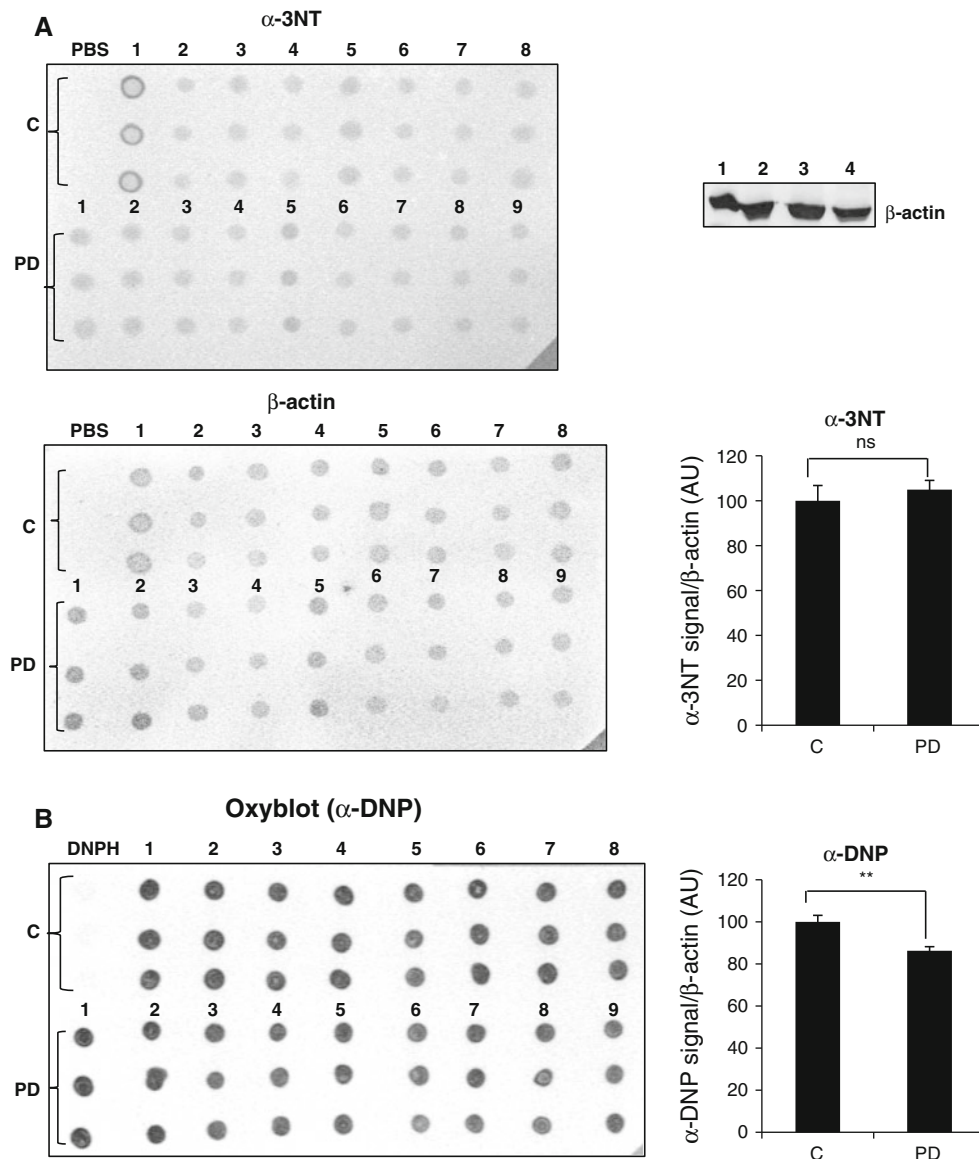 A
α-3NT
PBS 1 2 3 4 5 6 7 8
C
1 2 3 4 5 6 7 8 9
PD
1 2 3 4
β-actin
β-actin
PBS 1 2 3 4 5 6 7 8
C
1 2 3 4 5 6 7 8 9
PD
α-3NT
ns
α-3NT signal/β-actin (AU)
120
100
80
60
40
20
0
C PD
B
Oxyblot (α-DNP)
DNPH 1 2 3 4 5 6 7 8
C
1 2 3 4 5 6 7 8 9
PD
α-DNP
**
α-DNP signal/β-actin (AU)
120
100
80
60
40
20
0
C PD